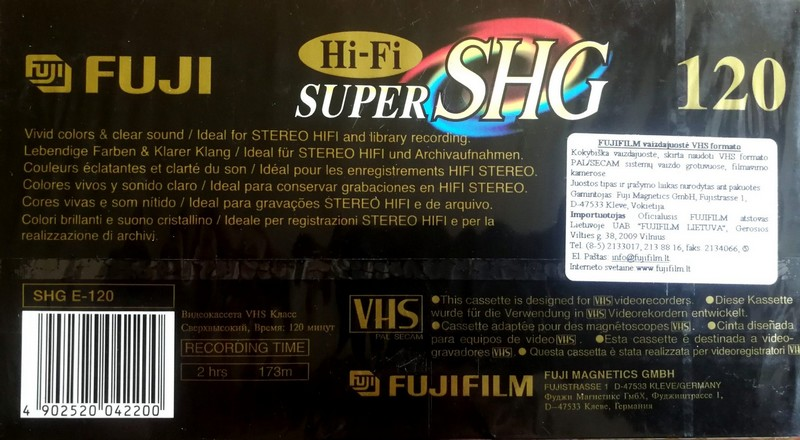 FUJI
FUJI
Hi-Fi
SUPER SHG
120
Vivid colors & clear sound / Ideal for STEREO HIFI and library recording.
Lebendige Farben & Klarer Klang / Ideal für STEREO HIFI und Archivaufnahmen.
Couleurs éclatantes et clarté du son / Idéal pour les enregistrements HIFI STEREO.
Colores vivos y sonido claro / Ideal para conservar grabaciones en HIFI STEREO.
Cores vivas e som nítido / Ideal para gravações STEREO HIFI e de arquivo.
Colori brillanti e suono cristallino / Ideale per registrazioni STEREO HIFI e per la
realizzazione di archivi.
FUJIFILM vaizdajuostė VHS formato
Kokybiška vaizdajuostė, skirta naudoti VHS formato
PAL/SECAM sistemų vaizdo grotuvuose, filmavimo
kamerose
Juostos tipas ir įrašymo laikas nurodytas ant pakuotės
Gamintojas: Fuji Magnetics GmbH, Fujistrasse 1,
D-47533 Kleve, Vokietija
Importuotojas Oficialusis FUJIFILM atstovas
Lietuvoje UAB "FUJIFILM LIETUVA", Gerosios
Vilties g. 38, 2009 Vilnius
Tel. (8-5) 2133017, 213 88 16, faks. 2134066,
El. Paštas: info@fujifilm.lt
Interneto svetainė www.fujifilm.lt
SHG E-120
4 902520 042200
Видеокассета VHS Класс
Сверхвысокий, Время: 120 минут
RECORDING TIME
2 hrs 173m
VHS
PAL SECAM
●This cassette is designed for VHS videorecorders. ●Diese Kassette
wurde für die Verwendung in VHS Videorekordern entwickelt.
●Cassette adaptée pour des magnétoscopes VHS. ●Cinta diseñada
para equipos de video VHS. ●Esta cassette é destinada a video-
gravadores VHS. ●Questa cassetta è stata realizzata per videoregistratori VHS
FUJI
FUJIFILM
FUJI MAGNETICS GMBH
FUJISTRASSE 1 D-47533 KLEVE/GERMANY
Фуджи Магнетикс ГмбХ, Фуджиштрассе 1,
D-47533 Клеве, Германия